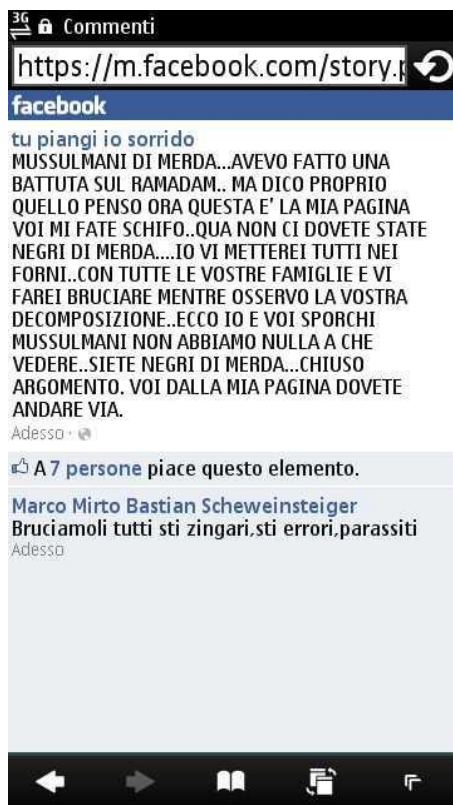 3G Commenti
https://m.facebook.com/story.p
facebook
tu piangi io sorrido
MUSSULMANI DI MERDA...AVEVO FATTO UNA
BATTUTA SUL RAMADAM.. MA DICO PROPRIO
QUELLO PENSO ORA QUESTA E' LA MIA PAGINA
VOI MI FATE SCHIFO..QUA NON CI DOVETE STATE
NEGRI DI MERDA....IO VI METTEREI TUTTI NEI
FORNI..CON TUTTE LE VOSTRE FAMIGLIE E VI
FAREI BRUCIARE MENTRE OSSERVO LA VOSTRA
DECOMPOSIZIONE..ECCO IO E VOI SPORCHI
MUSSULMANI NON ABBIAMO NULLA A CHE
VEDERE..SIETE NEGRI DI MERDA...CHIUSO
ARGOMENTO. VOI DALLA MIA PAGINA DOVETE
ANDARE VIA.
Adesso ·
A 7 persone piace questo elemento.
Marco Mirto Bastian Scheweinsteiger
Bruciamoli tutti sti zingari,sti errori,parassiti
Adesso